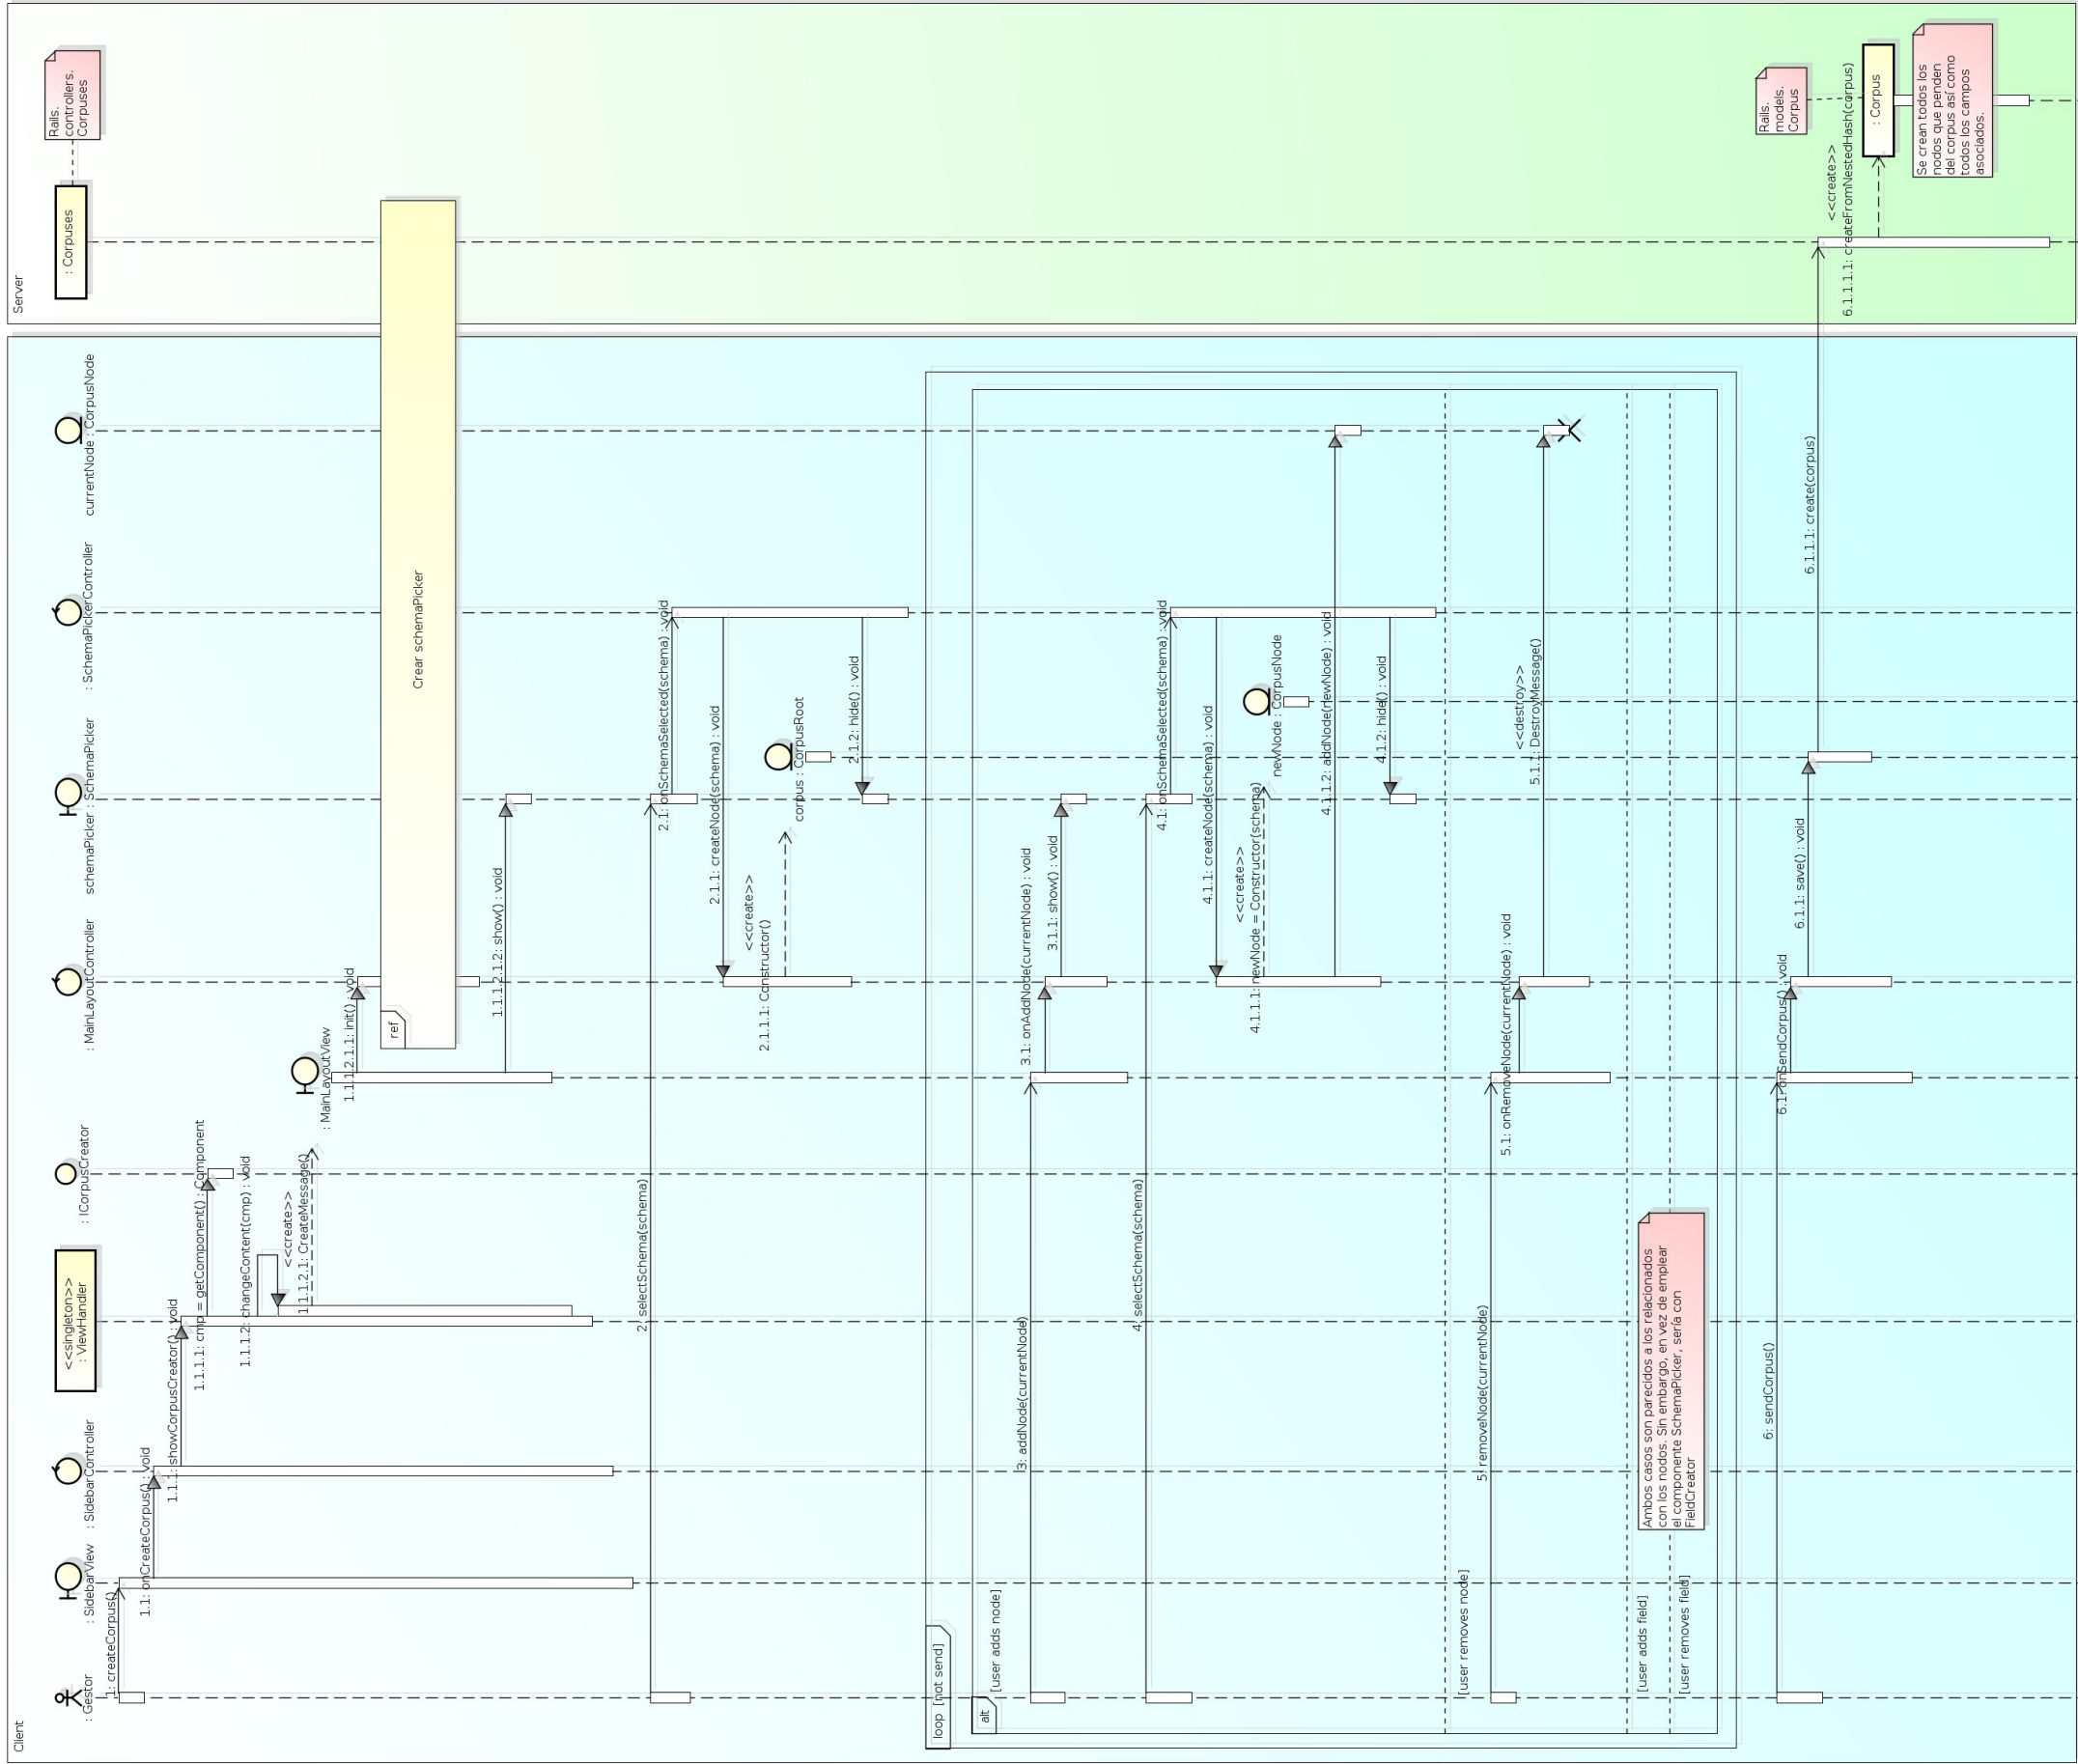 Client
Server
: Gestor
: SidebarView
: SidebarController
<<singleton>>
: ViewHandler
: ICorpusCreator
: MainLayoutController
schemaPicker : SchemaPicker
: SchemaPickerController
currentNode : CorpusNode
: Corpuses
Rails.
controllers.
Corpuses
1: createCorpus()
1.1: onCreateCorpus() : void
1.1.1: showCorpusCreator() : void
1.1.1.1: cmp = getComponent() : Component
1.1.1.2: changeContent(cmp) : void
<<create>>
1.1.1.2.1: CreateMessage()
: MainLayoutView
1.1.1.2.1.1: init() : void
ref
Crear schemaPicker
1.1.1.2.1.2: show() : void
2: selectSchema(schema)
2.1: onSchemaSelected(schema) : void
2.1.1: createNode(schema) : void
<<create>>
2.1.1.1: Constructor()
corpus : CorpusRoot
2.1.2: hide() : void
loop [not send]
alt
[user adds node]
3: addNode(currentNode)
3.1: onAddNode(currentNode) : void
3.1.1: show() : void
4: selectSchema(schema)
4.1: onSchemaSelected(schema) : void
4.1.1: createNode(schema) : void
<<create>>
4.1.1.1: newNode = Constructor(schema)
newNode : CorpusNode
4.1.1.2: addNode(newNode) : void
4.1.2: hide() : void
[user removes node]
5: removeNode(currentNode)
5.1: onRemoveNode(currentNode) : void
<<destroy>>
5.1.1: DestroyMessage()
[user adds field]
[user removes field]
Ambos casos son parecidos a los relacionados
con los nodos. Sin embargo, en vez de emplear
el componente SchemaPicker, sería con
FieldCreator
6: sendCorpus()
6.1: onSendCorpus() : void
6.1.1: save() : void
6.1.1.1: create(corpus)
<<create>>
6.1.1.1.1: createFromNestedHash(corpus)
Rails.
models.
Corpus
: Corpus
Se crean todos los
nodos que penden
del corpus así como
todos los campos
asociados.